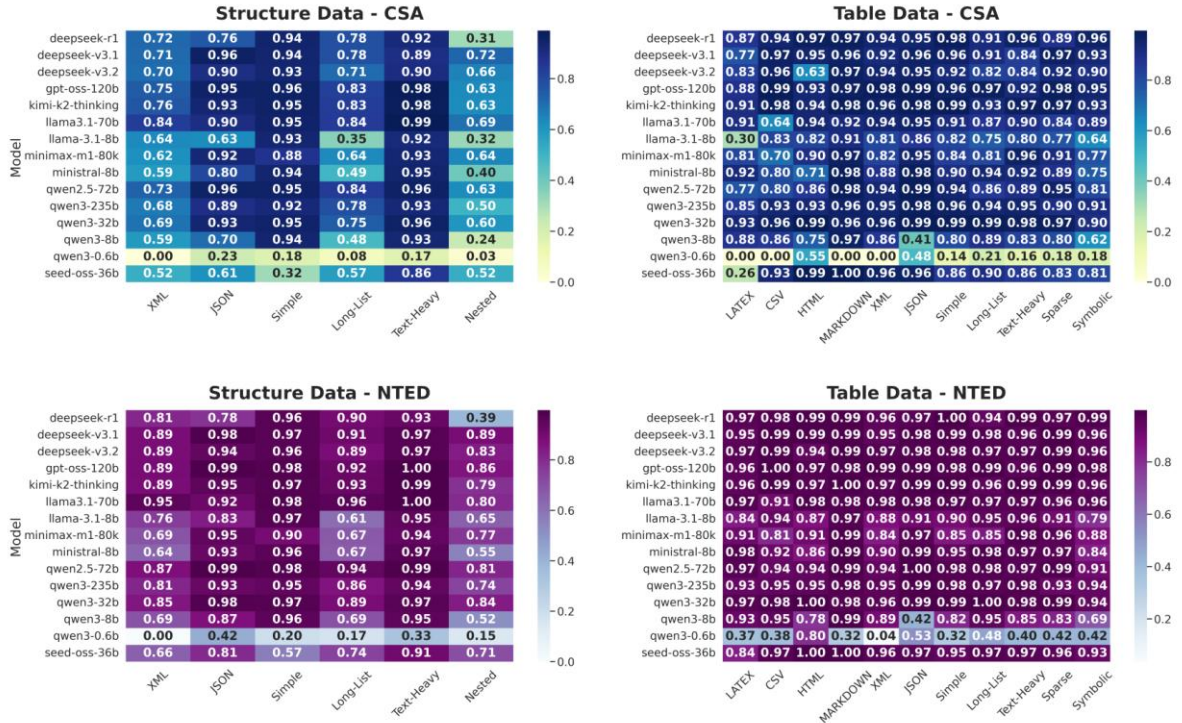 Structure Data - CSA
Model
deepseek-r1 0.72 0.76 0.94 0.78 0.92 0.31
deepseek-v3.1 0.71 0.96 0.94 0.78 0.89 0.72
deepseek-v3.2 0.70 0.90 0.93 0.71 0.90 0.66
gpt-oss-120b 0.75 0.95 0.96 0.83 0.98 0.63
kimi-k2-thinking 0.76 0.93 0.95 0.83 0.98 0.63
llama3.1-70b 0.84 0.90 0.95 0.84 0.99 0.69
llama-3.1-8b 0.64 0.63 0.93 0.35 0.92 0.32
minimax-m1-80k 0.62 0.92 0.88 0.64 0.93 0.64
ministral-8b 0.59 0.80 0.94 0.49 0.95 0.40
qwen2.5-72b 0.73 0.96 0.95 0.84 0.96 0.63
qwen3-235b 0.68 0.89 0.92 0.78 0.93 0.50
qwen3-32b 0.69 0.93 0.95 0.75 0.96 0.60
qwen3-8b 0.59 0.70 0.94 0.48 0.93 0.24
qwen3-0.6b 0.00 0.23 0.18 0.08 0.17 0.03
seed-oss-36b 0.52 0.61 0.32 0.57 0.86 0.52
XML JSON Simple Long-List Text-Heavy Nested
0.8
0.6
0.4
0.2
0.0
Table Data - CSA
deepseek-r1 0.87 0.94 0.97 0.97 0.94 0.95 0.98 0.91 0.96 0.89 0.96
deepseek-v3.1 0.77 0.97 0.95 0.96 0.92 0.96 0.96 0.91 0.84 0.97 0.93
deepseek-v3.2 0.83 0.96 0.63 0.97 0.94 0.95 0.92 0.82 0.84 0.92 0.90
gpt-oss-120b 0.88 0.99 0.93 0.97 0.98 0.96 0.96 0.97 0.92 0.98 0.95
kimi-k2-thinking 0.91 0.98 0.94 0.98 0.96 0.98 0.99 0.93 0.97 0.97 0.93
llama3.1-70b 0.91 0.64 0.94 0.92 0.94 0.95 0.91 0.87 0.90 0.84 0.89
llama-3.1-8b 0.30 0.83 0.82 0.91 0.81 0.86 0.82 0.75 0.80 0.77 0.64
minimax-m1-80k 0.81 0.70 0.90 0.97 0.82 0.95 0.84 0.81 0.96 0.91 0.77
ministral-8b 0.92 0.80 0.71 0.98 0.88 0.98 0.90 0.94 0.92 0.89 0.75
qwen2.5-72b 0.77 0.80 0.86 0.98 0.94 0.99 0.94 0.86 0.89 0.95 0.81
qwen3-235b 0.85 0.93 0.93 0.96 0.95 0.98 0.96 0.94 0.95 0.90 0.91
qwen3-32b 0.93 0.96 0.99 0.96 0.96 0.99 0.99 0.99 0.98 0.97 0.90
qwen3-8b 0.88 0.86 0.75 0.97 0.86 0.41 0.80 0.89 0.83 0.80 0.62
qwen3-0.6b 0.00 0.00 0.55 0.00 0.00 0.48 0.14 0.21 0.16 0.18 0.18
seed-oss-36b 0.26 0.93 0.99 1.00 0.96 0.96 0.86 0.90 0.86 0.83 0.81
LATEX CSV HTML MARKDOWN XML JSON Simple Long-List Text-Heavy Sparse Symbolic
0.8
0.6
0.4
0.2
0.0
Structure Data - NTED
Model
deepseek-r1 0.81 0.78 0.96 0.90 0.93 0.39
deepseek-v3.1 0.89 0.98 0.97 0.91 0.97 0.89
deepseek-v3.2 0.89 0.94 0.96 0.89 0.97 0.83
gpt-oss-120b 0.89 0.99 0.98 0.92 1.00 0.86
kimi-k2-thinking 0.89 0.95 0.97 0.93 0.99 0.79
llama3.1-70b 0.95 0.92 0.98 0.96 1.00 0.80
llama-3.1-8b 0.76 0.83 0.97 0.61 0.95 0.65
minimax-m1-80k 0.69 0.95 0.90 0.67 0.94 0.77
ministral-8b 0.64 0.93 0.96 0.67 0.97 0.55
qwen2.5-72b 0.87 0.99 0.98 0.94 0.99 0.81
qwen3-235b 0.81 0.93 0.95 0.86 0.94 0.74
qwen3-32b 0.85 0.98 0.97 0.89 0.97 0.84
qwen3-8b 0.69 0.87 0.96 0.69 0.95 0.52
qwen3-0.6b 0.00 0.42 0.20 0.17 0.33 0.15
seed-oss-36b 0.66 0.81 0.57 0.74 0.91 0.71
XML JSON Simple Long-List Text-Heavy Nested
0.8
0.6
0.4
0.2
0.0
Table Data - NTED
deepseek-r1 0.97 0.98 0.99 0.99 0.96 0.97 1.00 0.94 0.99 0.97 0.99
deepseek-v3.1 0.95 0.99 0.99 0.99 0.95 0.98 0.99 0.98 0.96 0.99 0.96
deepseek-v3.2 0.97 0.99 0.94 0.99 0.97 0.98 0.99 0.96 0.96 0.99 0.96
gpt-oss-120b 0.96 1.00 0.97 0.98 0.99 0.99 0.98 0.99 0.96 0.99 0.98
kimi-k2-thinking 0.96 0.99 0.97 1.00 0.97 0.99 0.99 0.96 0.99 0.99 0.96
llama3.1-70b 0.97 0.91 0.98 0.98 0.98 0.98 0.98 0.97 0.97 0.96 0.96
llama-3.1-8b 0.84 0.94 0.87 0.97 0.88 0.91 0.90 0.95 0.96 0.91 0.79
minimax-m1-80k 0.91 0.81 0.91 0.99 0.84 0.97 0.85 0.85 0.98 0.96 0.88
ministral-8b 0.98 0.92 0.86 0.99 0.90 0.99 0.95 0.98 0.97 0.97 0.84
qwen2.5-72b 0.97 0.94 0.94 0.99 0.94 1.00 0.98 0.98 0.97 0.99 0.91
qwen3-235b 0.93 0.95 0.95 0.98 0.95 0.99 0.98 0.97 0.98 0.93 0.94
qwen3-32b 0.97 0.98 1.00 0.98 0.96 0.99 0.99 1.00 0.98 0.99 0.94
qwen3-8b 0.93 0.95 0.78 0.99 0.89 0.42 0.82 0.95 0.85 0.83 0.69
qwen3-0.6b 0.37 0.38 0.80 0.32 0.04 0.53 0.32 0.48 0.40 0.42 0.42
seed-oss-36b 0.84 0.97 1.00 1.00 0.96 0.97 0.95 0.97 0.97 0.96 0.93
LATEX CSV HTML MARKDOWN XML JSON Simple Long-List Text-Heavy Sparse Symbolic
0.8
0.6
0.4
0.2